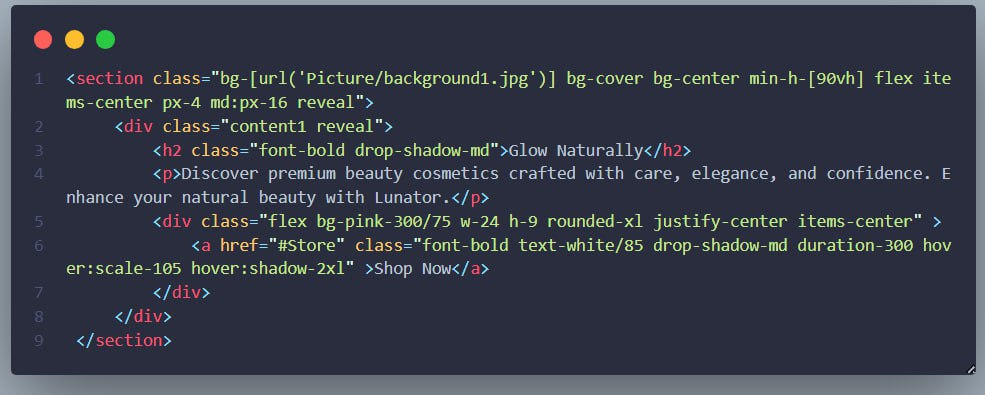 1 <section class="bg-[url('Picture/background1.jpg')] bg-cover bg-center min-h-[90vh] flex ite
ms-center px-4 md:px-16 reveal">
2 <div class="content1 reveal">
3 <h2 class="font-bold drop-shadow-md">Glow Naturally</h2>
4 <p>Discover premium beauty cosmetics crafted with care, elegance, and confidence. E
nhance your natural beauty with Lunator.</p>
5 <div class="flex bg-pink-300/75 w-24 h-9 rounded-xl justify-center items-center" >
6 <a href="#Store" class="font-bold text-white/85 drop-shadow-md duration-300 hov
er:scale-105 hover:shadow-2xl" >Shop Now</a>
7 </div>
8 </div>
9 </section>